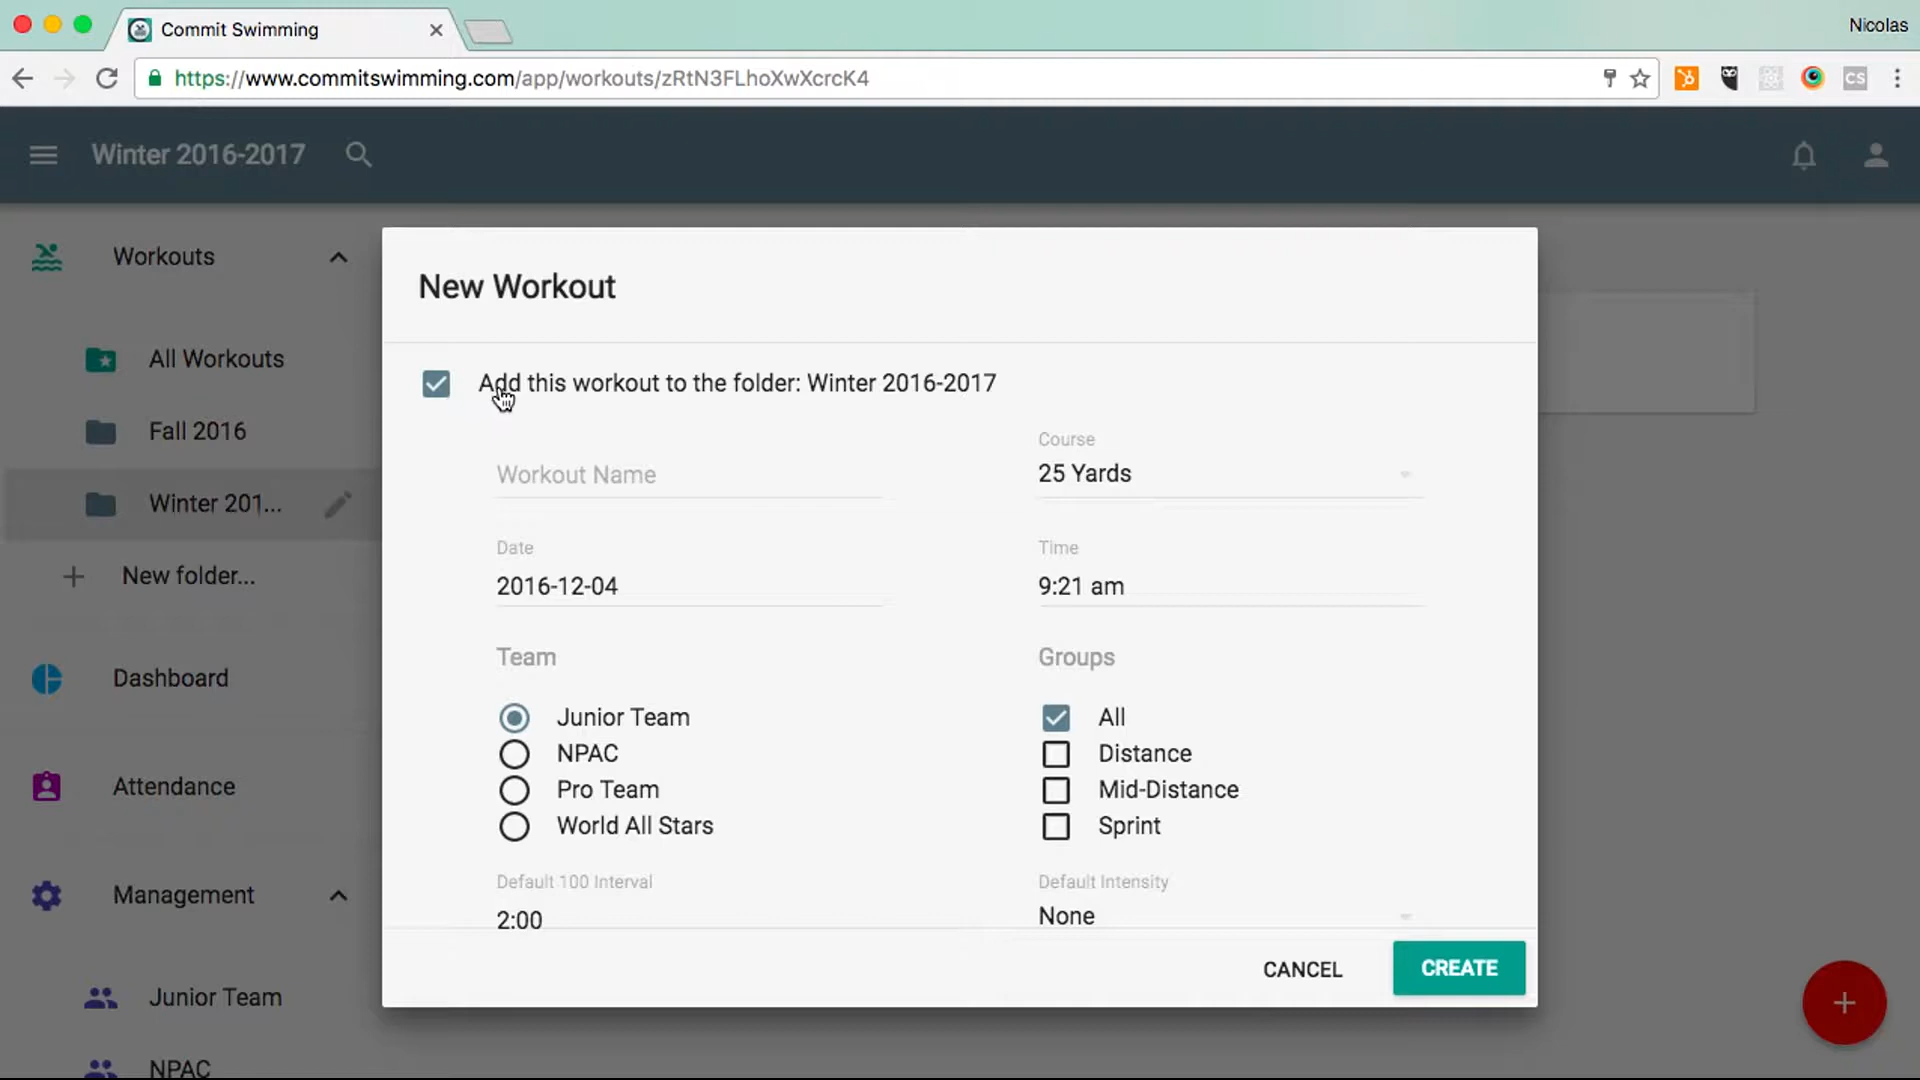 Commit Swimming
Nicolas
https://www.commitswimming.com/app/workouts/zRtN3FLhoXwXcrcK4
CS
Winter 2016-2017
Workouts
All Workouts
Fall 2016
Winter 201...
New folder...
Dashboard
Attendance
Management
Junior Team
NPAC
New Workout
Add this workout to the folder: Winter 2016-2017
Workout Name
Course
25 Yards
Date
2016-12-04
Time
9:21 am
Team
Junior Team
NPAC
Pro Team
World All Stars
Groups
All
Distance
Mid-Distance
Sprint
Default 100 Interval
2:00
Default Intensity
None
CANCEL
CREATE